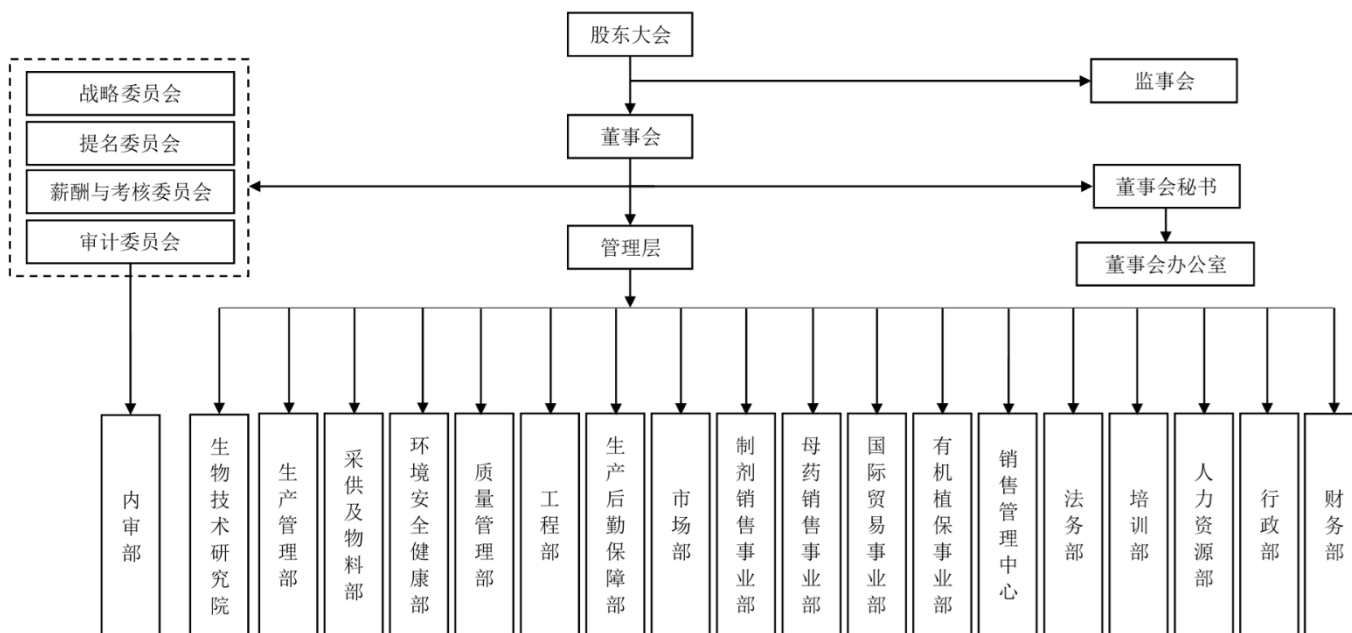 股东大会
监事会
战略委员会
提名委员会
董事会
薪酬与考核委员会
董事会秘书
审计委员会
管理层
董事会办公室
内审部
生物技术研究院
生产管理部
采供及物料部
环境安全健康部
质量管理部
工程部
生产后勤保障部
市场部
制剂销售事业部
母药销售事业部
国际贸易事业部
有机植保事业部
销售管理中心
法务部
培训部
人力资源部
行政部
财务部